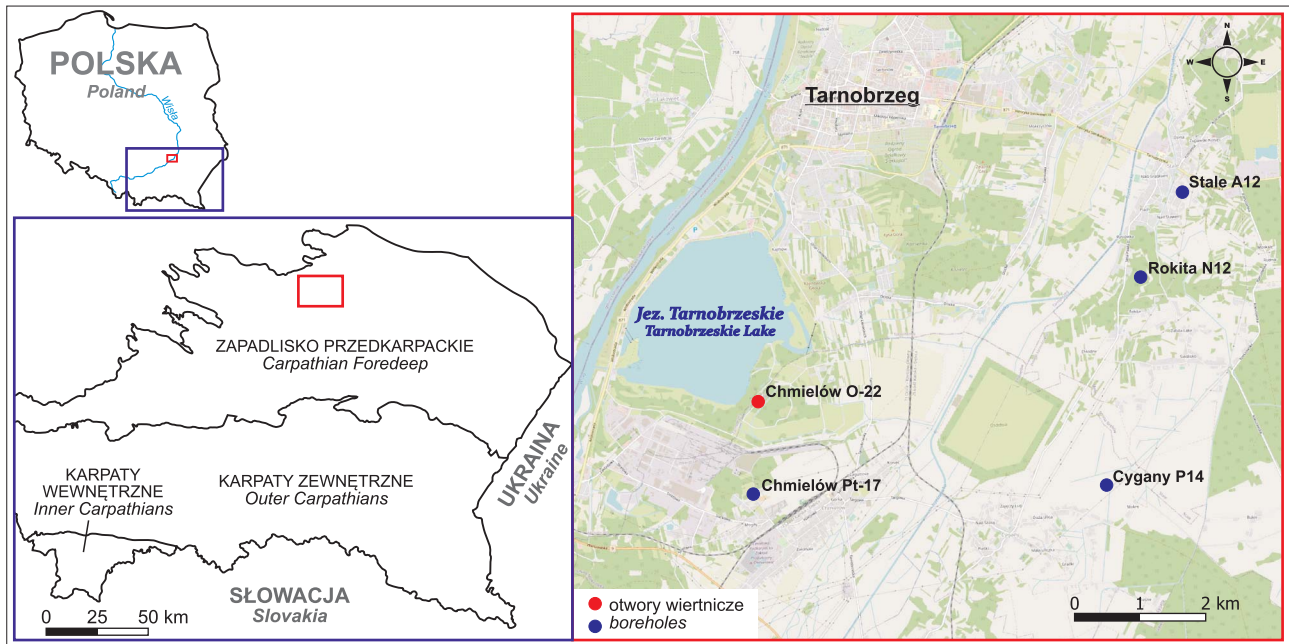 POLSKA
Poland
Wisła
ZAPADLISKO PRZEDKARPACKIE
Carpathian Foredeep
KARPATY
WEWNĘTRZNE
Inner Carpathians
KARPATY ZEWNĘTRZNE
Outer Carpathians
UKRAINA
Ukraine
SŁOWACJA
Slovakia
0 25 50 km
N
W E
S
Tarnobrzeg
Stale A12
Rokita N12
Jez. Tarnobrzeskie
Tarnobrzeskie Lake
P
Chmielów O-22
Chmielów Pt-17
Cygany P14
otwory wiertnicze
boreholes
0 1 2 km